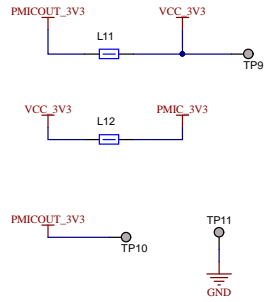 PMICOUT_3V3
VCC_3V3
L11
TP9
VCC_3V3
PMIC_3V3
L12
PMICOUT_3V3
TP10
TP11
GND